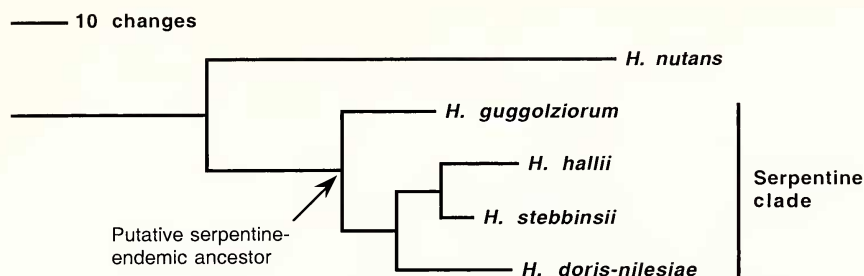 10 changes
H. nutans
H. guggolziorum
H. hallii
Serpentine
clade
H. stebbinsii
Putative serpentine-
endemic ancestor
H. doris-nilesiae